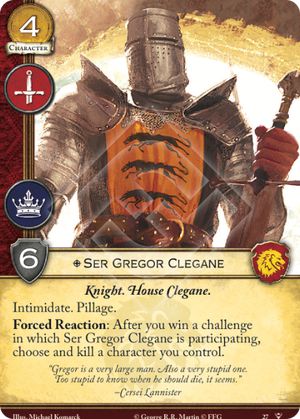 4
CHARACTER
6
SER GREGOR CLEGANE
Knight. House Clegane.
Intimidate. Pillage.
Forced Reaction: After you win a challenge
in which Ser Gregor Clegane is participating,
choose and kill a character you control.
"Gregor is a very large man. Also a very stupid one.
Too stupid to know when he should die, it seems."
–Cersei Lannister
Illus. Michael Komarck
© George R.R. Martin © FFG
27